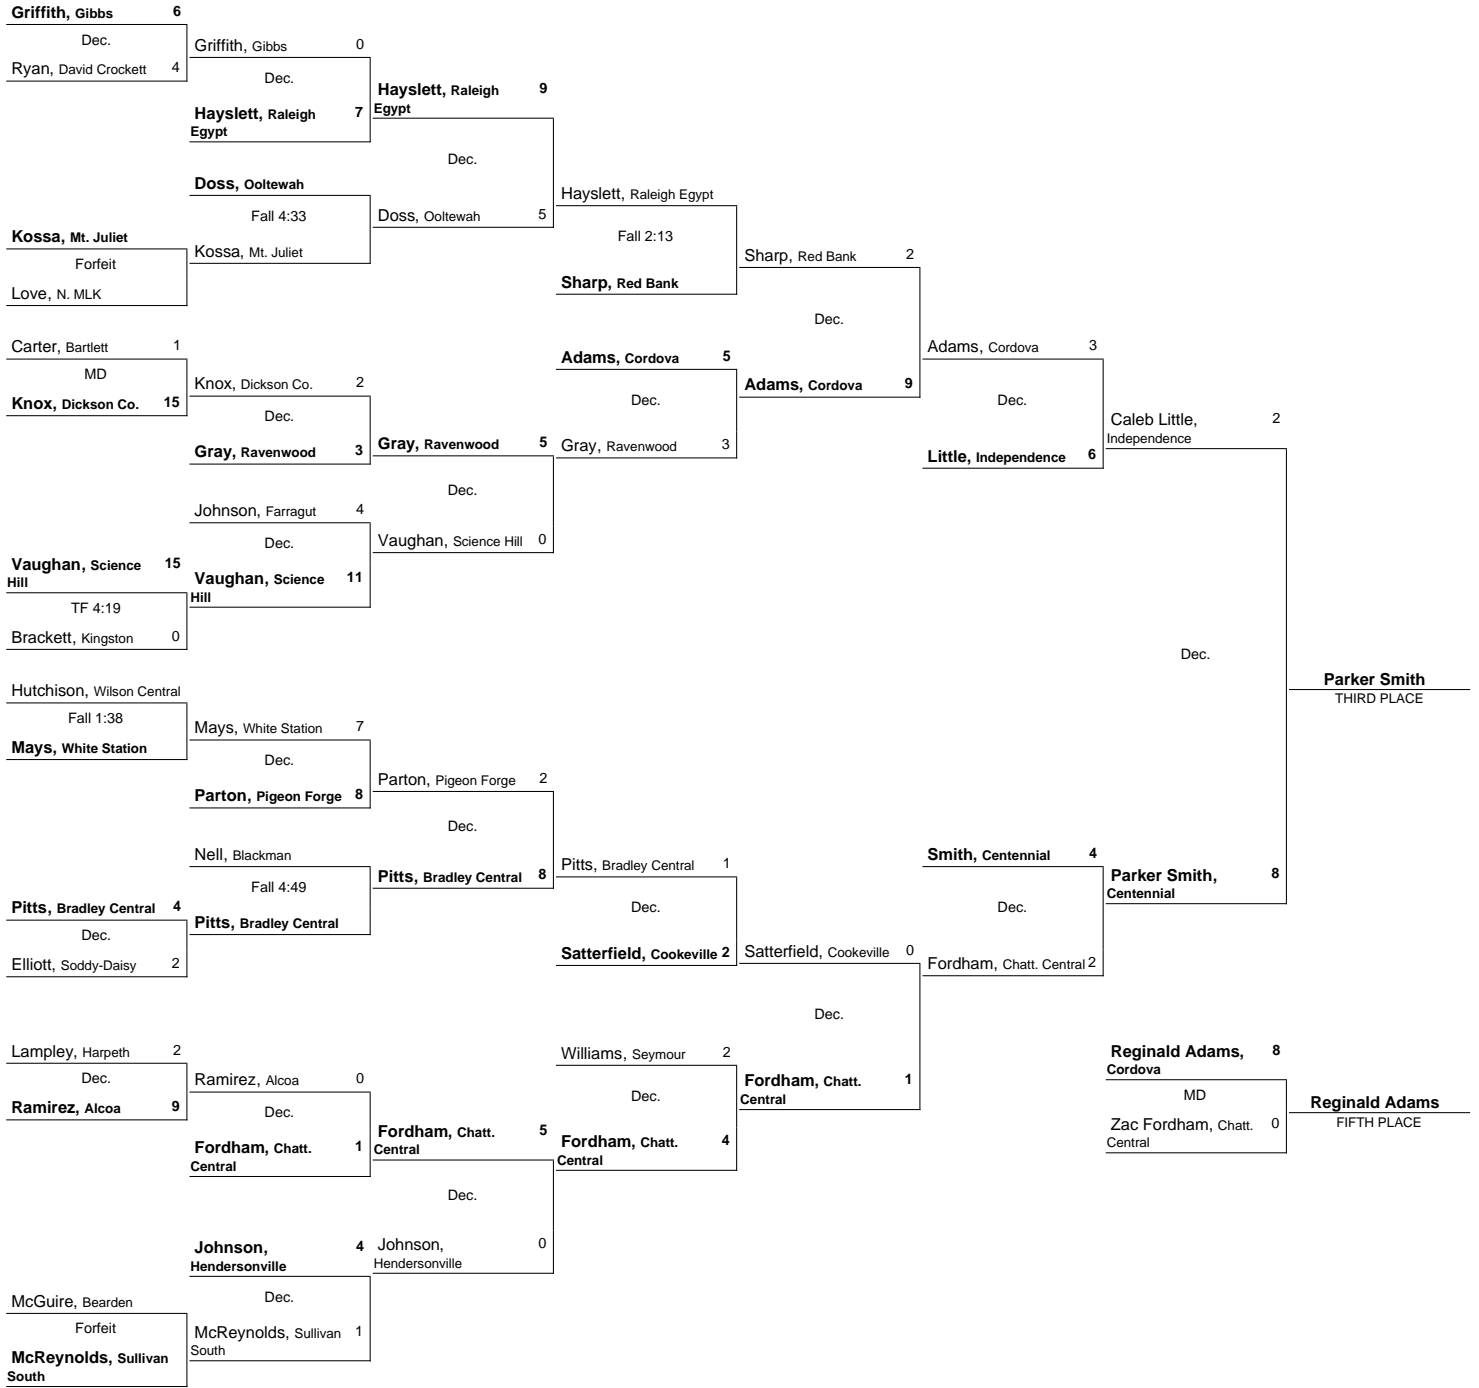 Griffith, Gibbs 6
Dec.
Ryan, David Crockett 4
Kossa, Mt. Juliet
Forfeit
Love, N. MLK
Carter, Bartlett 1
MD
Knox, Dickson Co. 15
Vaughan, Science 15
Hill
TF 4:19
Brackett, Kingston 0
Hutchison, Wilson Central
Fall 1:38
Mays, White Station
Pitts, Bradley Central 4
Dec.
Elliott, Soddy-Daisy 2
Lampley, Harpeth 2
Dec.
Ramirez, Alcoa 9
McGuire, Bearden
Forfeit
McReynolds, Sullivan
South
Griffith, Gibbs 0
Dec.
Hayslett, Raleigh 7
Egypt
Doss, Ooltewah
Fall 4:33
Kossa, Mt. Juliet
Knox, Dickson Co. 2
Dec.
Gray, Ravenwood 3
Johnson, Farragut 4
Dec.
Vaughan, Science 11
Hill
Mays, White Station 7
Dec.
Parton, Pigeon Forge 8
Nell, Blackman
Fall 4:49
Pitts, Bradley Central
Ramirez, Alcoa 0
Dec.
Fordham, Chatt. 1
Central
Johnson, 4
Hendersonville
Dec.
McReynolds, Sullivan 1
South
Hayslett, Raleigh 9
Egypt
Dec.
Doss, Ooltewah 5
Gray, Ravenwood 5
Dec.
Vaughan, Science Hill 0
Parton, Pigeon Forge 2
Dec.
Pitts, Bradley Central 8
Fordham, Chatt. 5
Central
Dec.
Johnson, 0
Hendersonville
Hayslett, Raleigh Egypt
Fall 2:13
Sharp, Red Bank
Adams, Cordova 5
Dec.
Gray, Ravenwood 3
Pitts, Bradley Central 1
Dec.
Satterfield, Cookeville 2
Williams, Seymour 2
Dec.
Fordham, Chatt. 4
Central
Sharp, Red Bank 2
Dec.
Adams, Cordova 9
Satterfield, Cookeville 0
Dec.
Fordham, Chatt. 1
Central
Adams, Cordova 3
Dec.
Little, Independence 6
Smith, Centennial 4
Dec.
Fordham, Chatt. Central 2
Caleb Little, 2
Independence
Dec.
Parker Smith, 8
Centennial
Parker Smith
THIRD PLACE
Reginald Adams, 8
Cordova
MD
Zac Fordham, Chatt. 0
Central
Reginald Adams
FIFTH PLACE